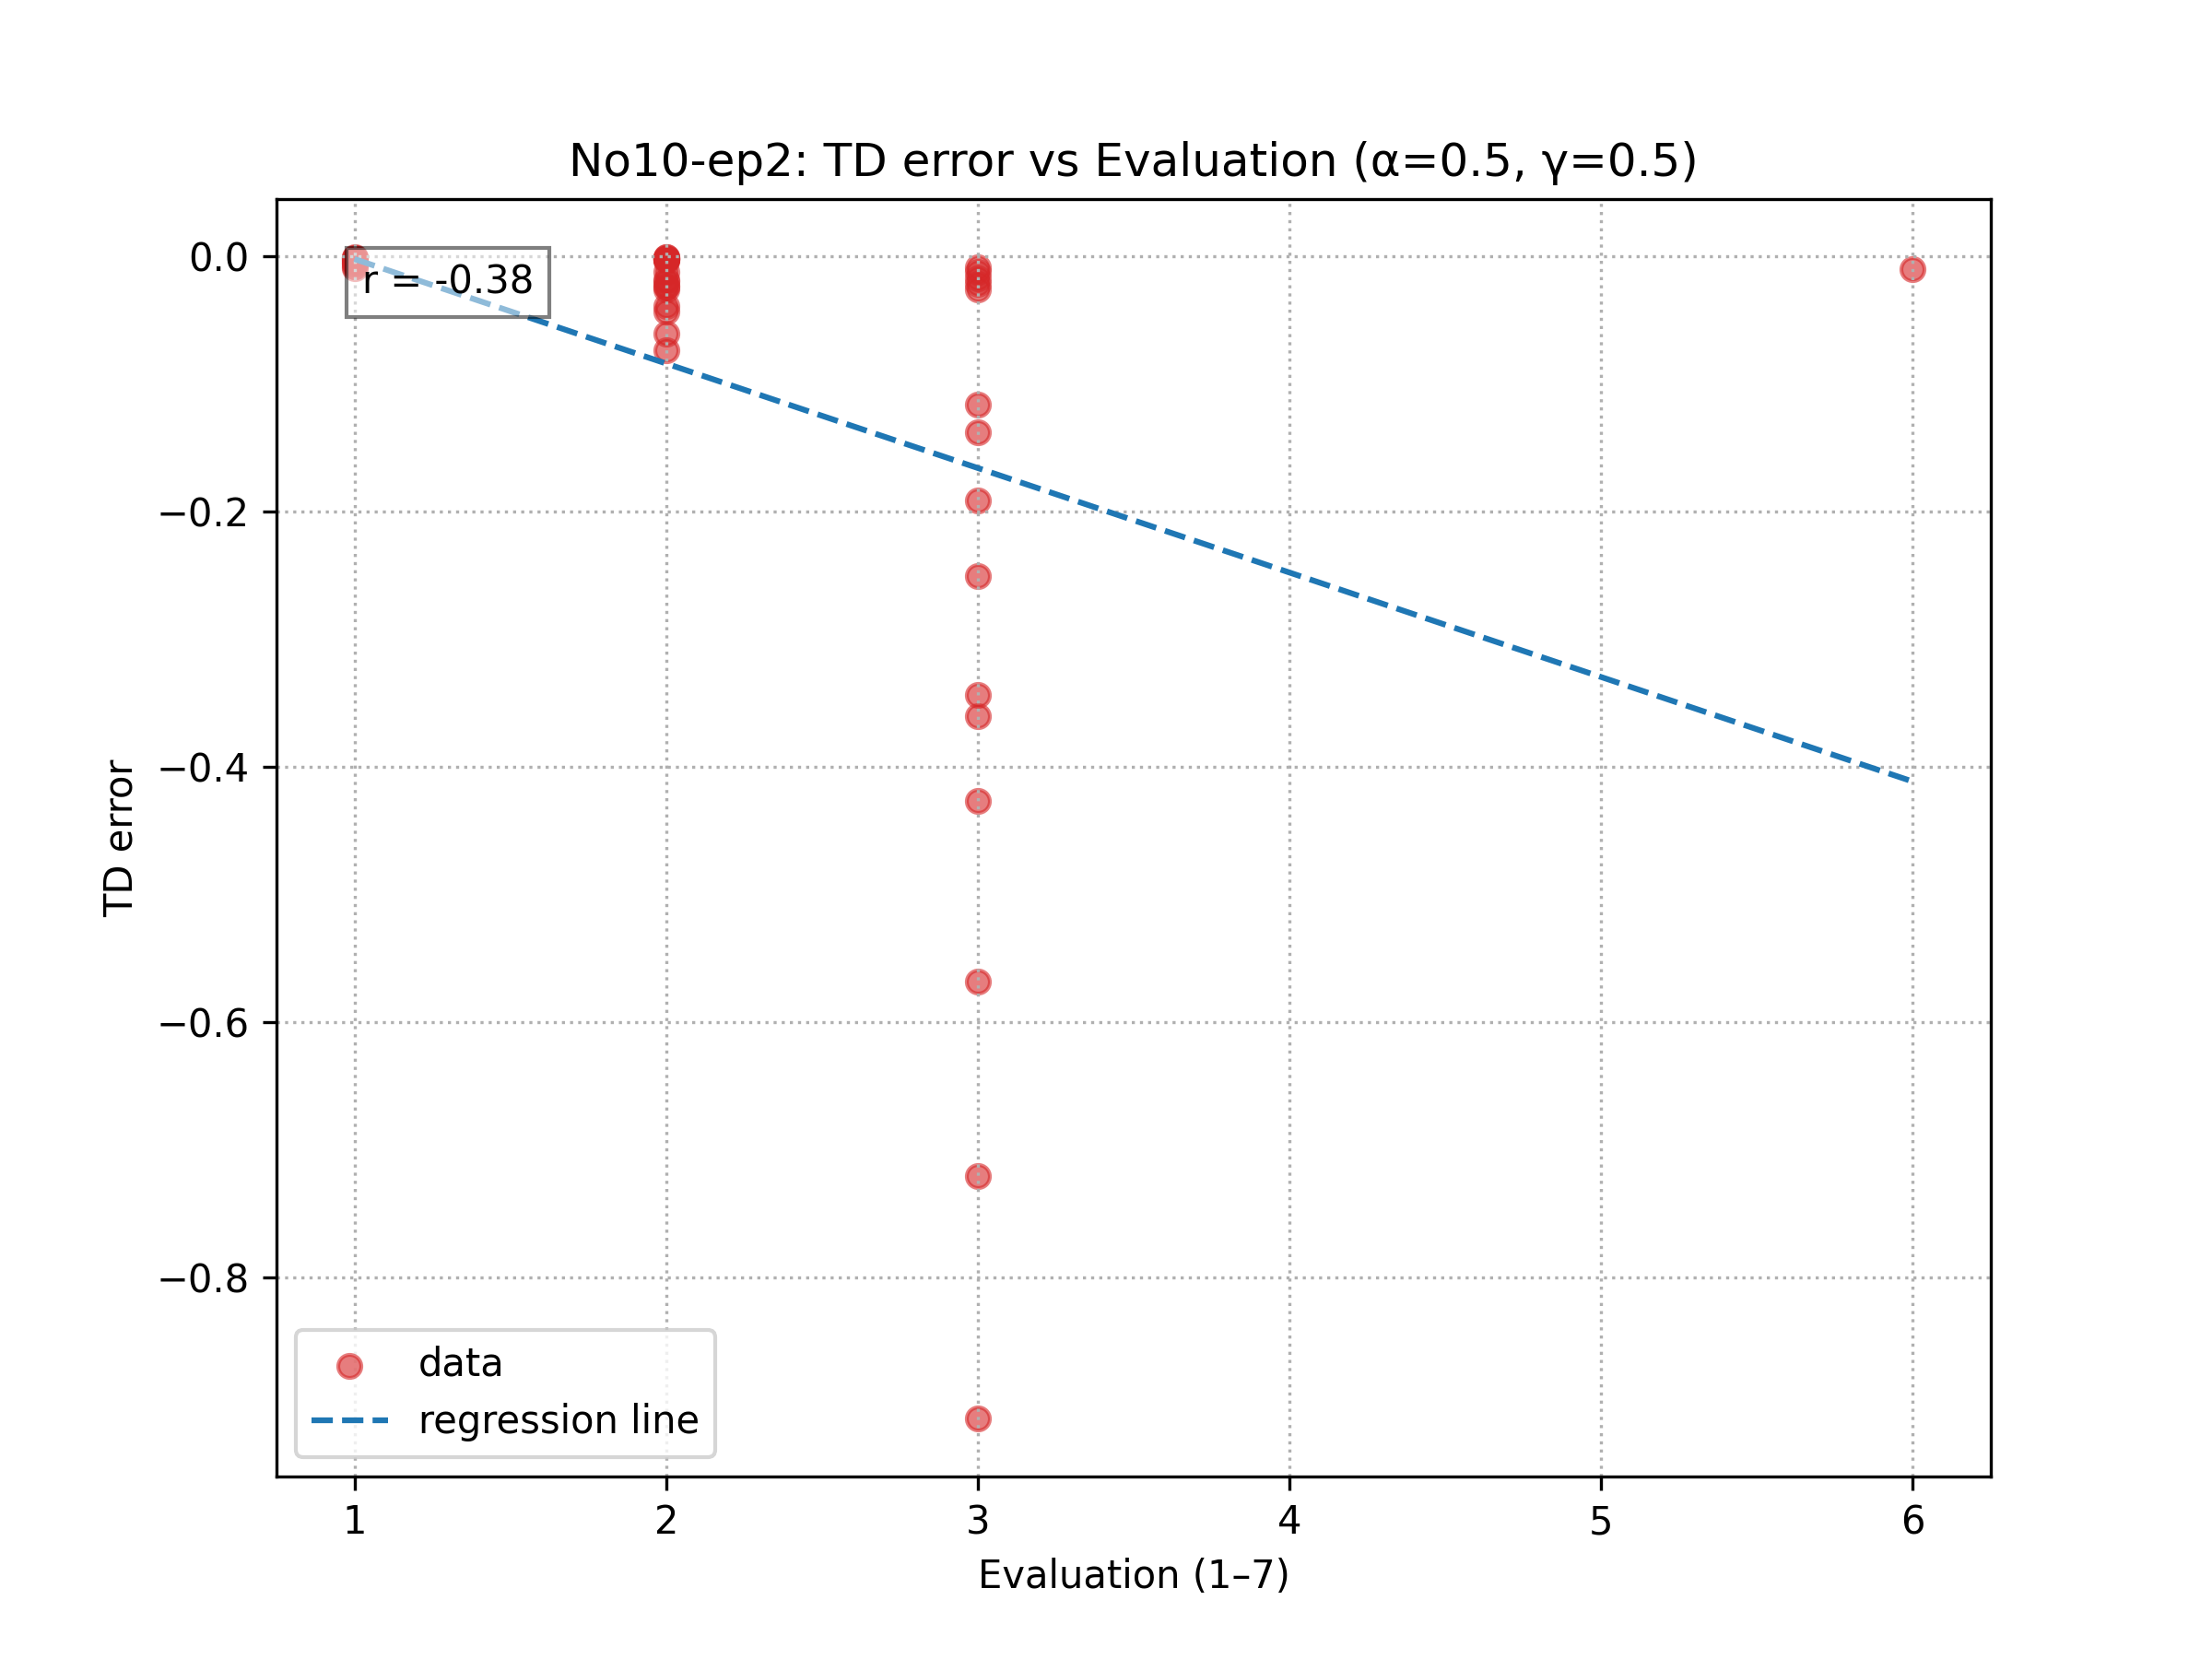 No10-ep2: TD error vs Evaluation (α=0.5, γ=0.5)
r = -0.38
0.0
−0.2
−0.4
−0.6
−0.8
TD error
data
regression line
1 2 3 4 5 6
Evaluation (1–7)